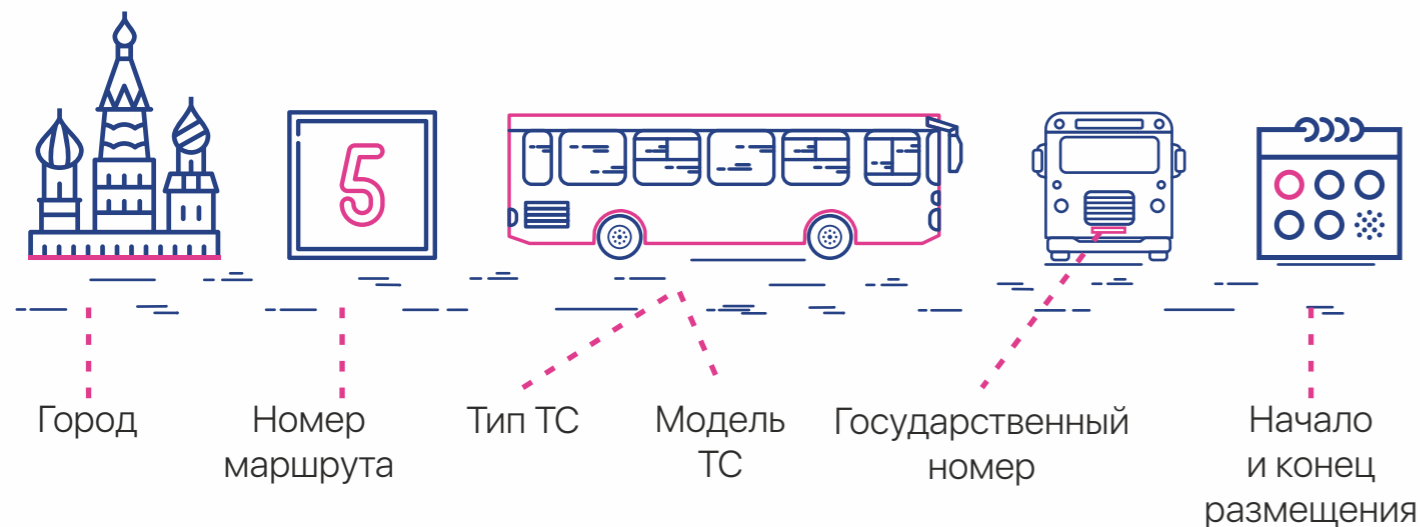 5
Город
Номер
маршрута
Тип ТС
Модель
ТС
Государственный
номер
Начало
и конец
размещения